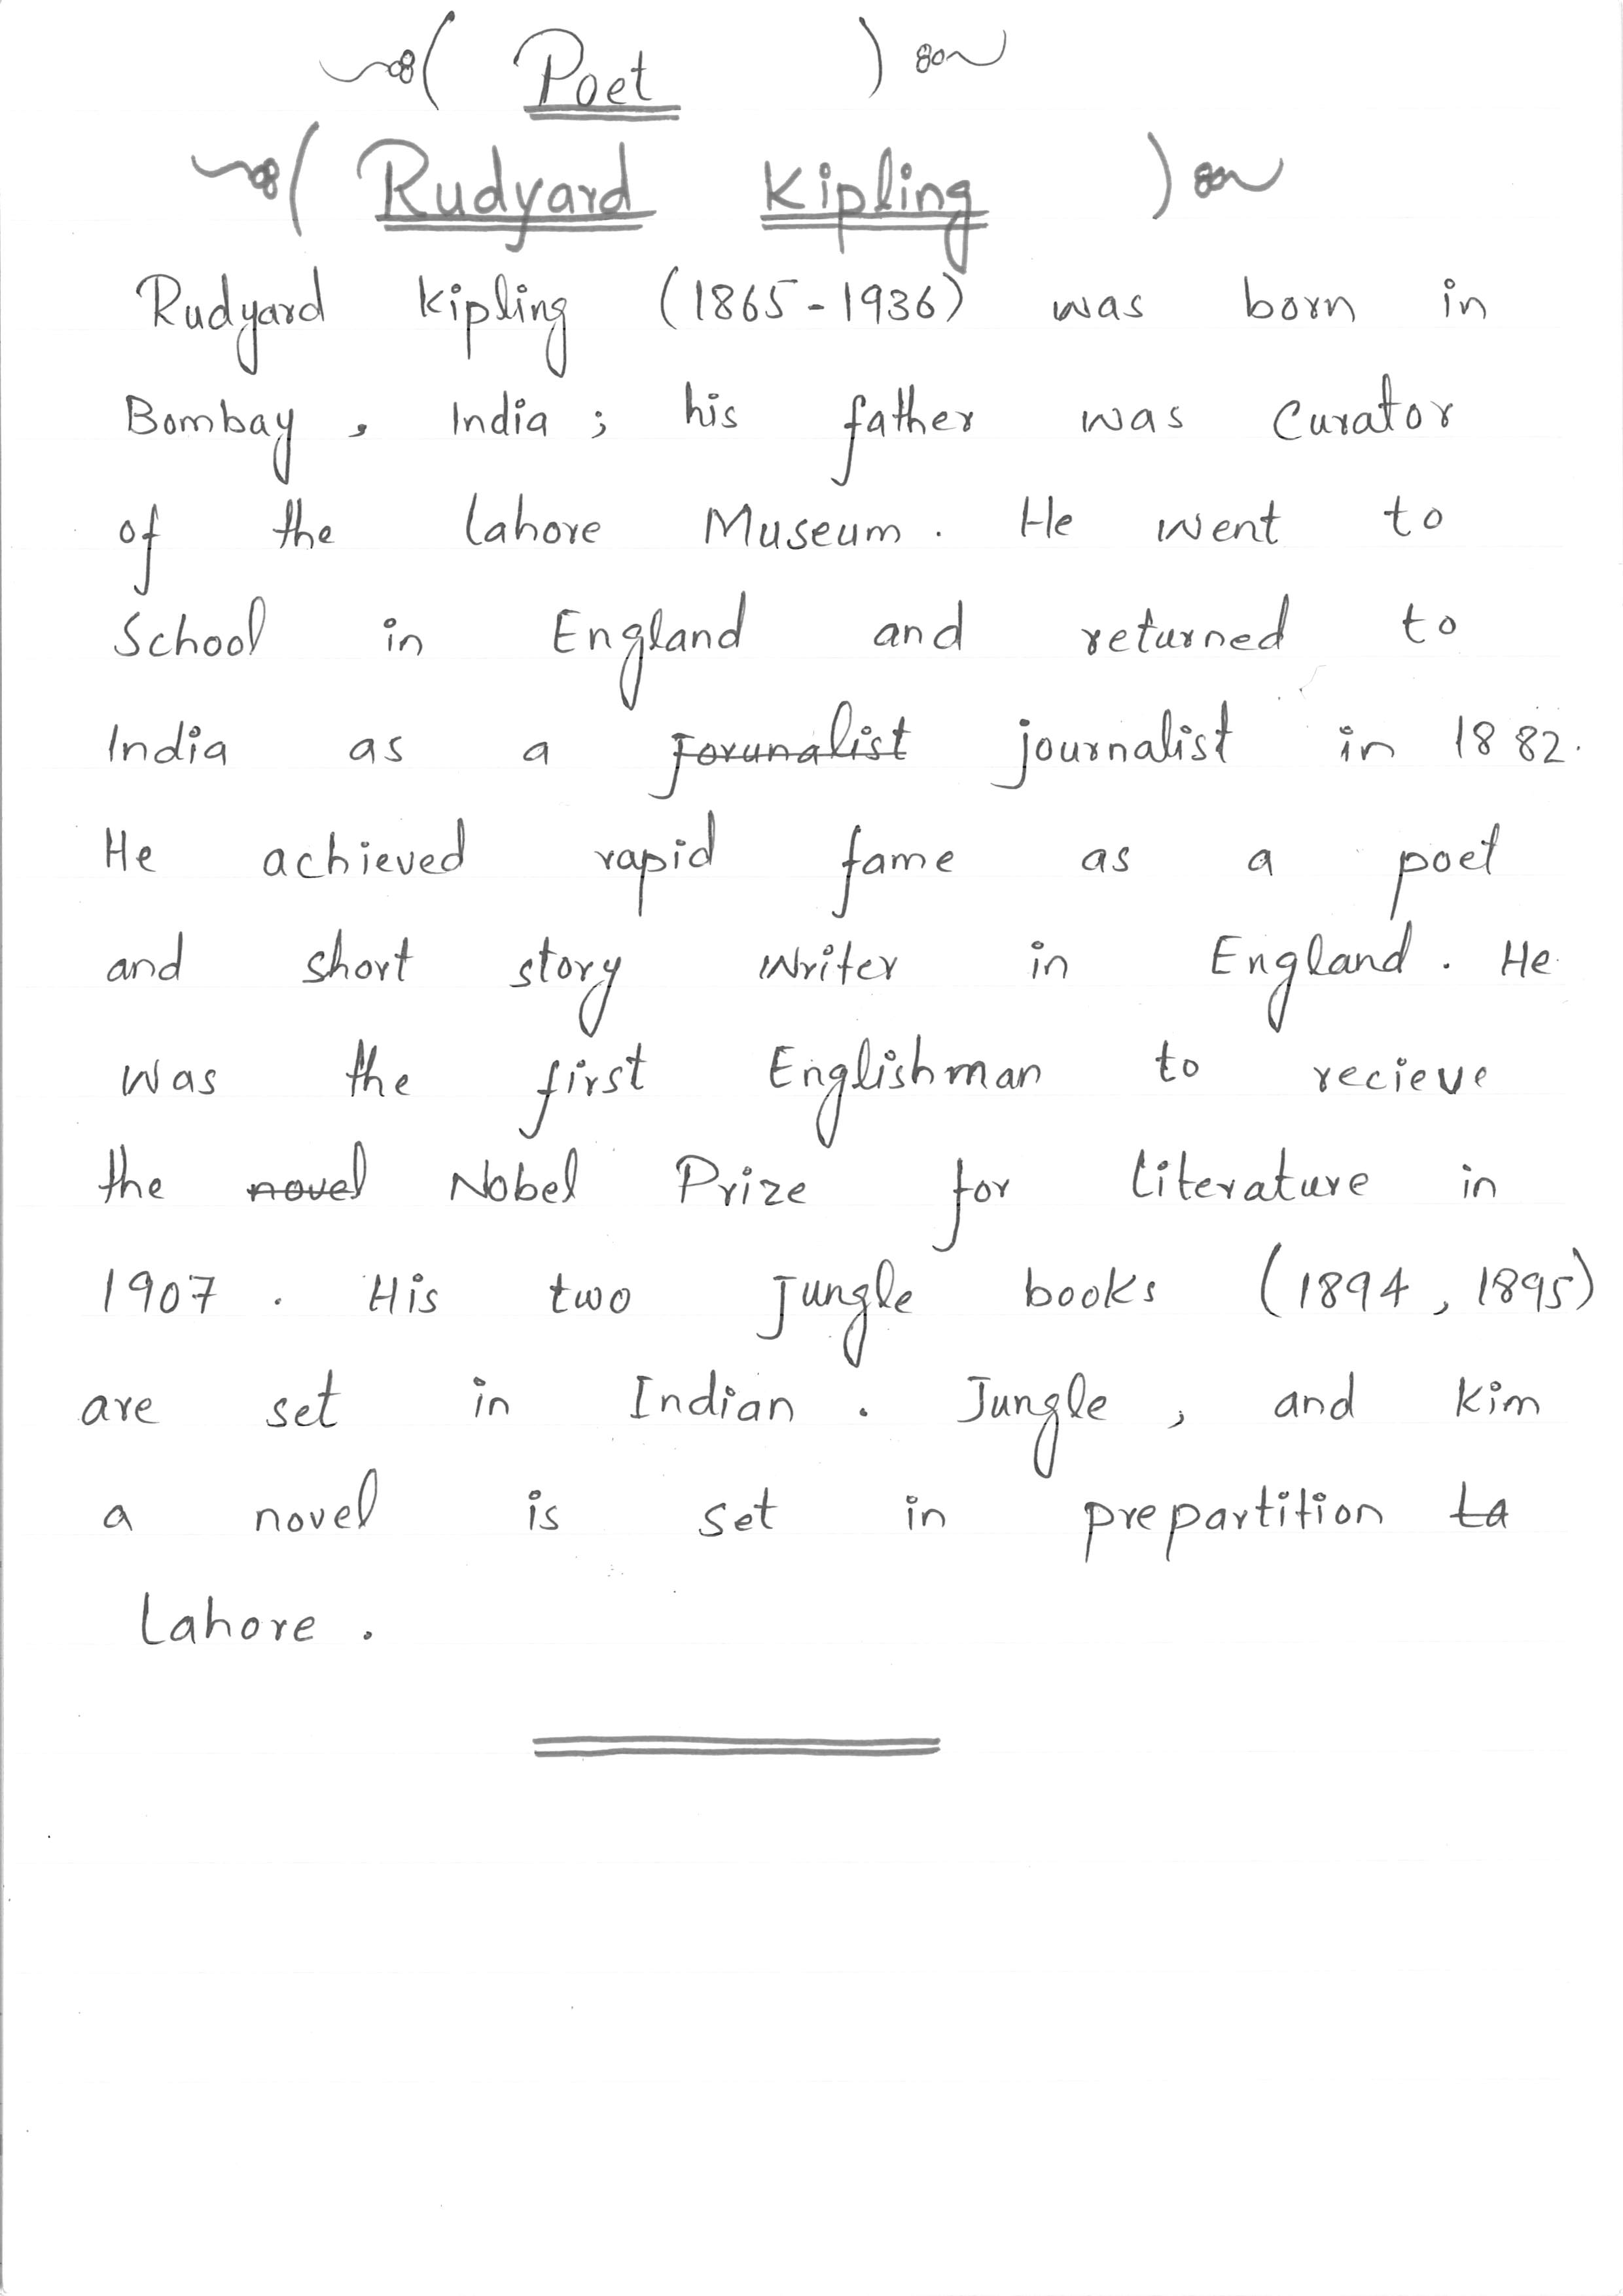 ( Poet )
( Rudyard Kipling )
Rudyard Kipling (1865-1936) was born in
Bombay, India; his father was Curator
of the Lahore Museum. He went to
School in England and returned to
India as a jorunalist journalist in 1882.
He achieved rapid fame as a poet
and short story writer in England. He
was the first Englishman to recieve
the novel Nobel Prize for literature in
1907. His two jungle books (1894, 1895)
are set in Indian. Jungle, and Kim
a novel is set in prepartition ta
Lahore.